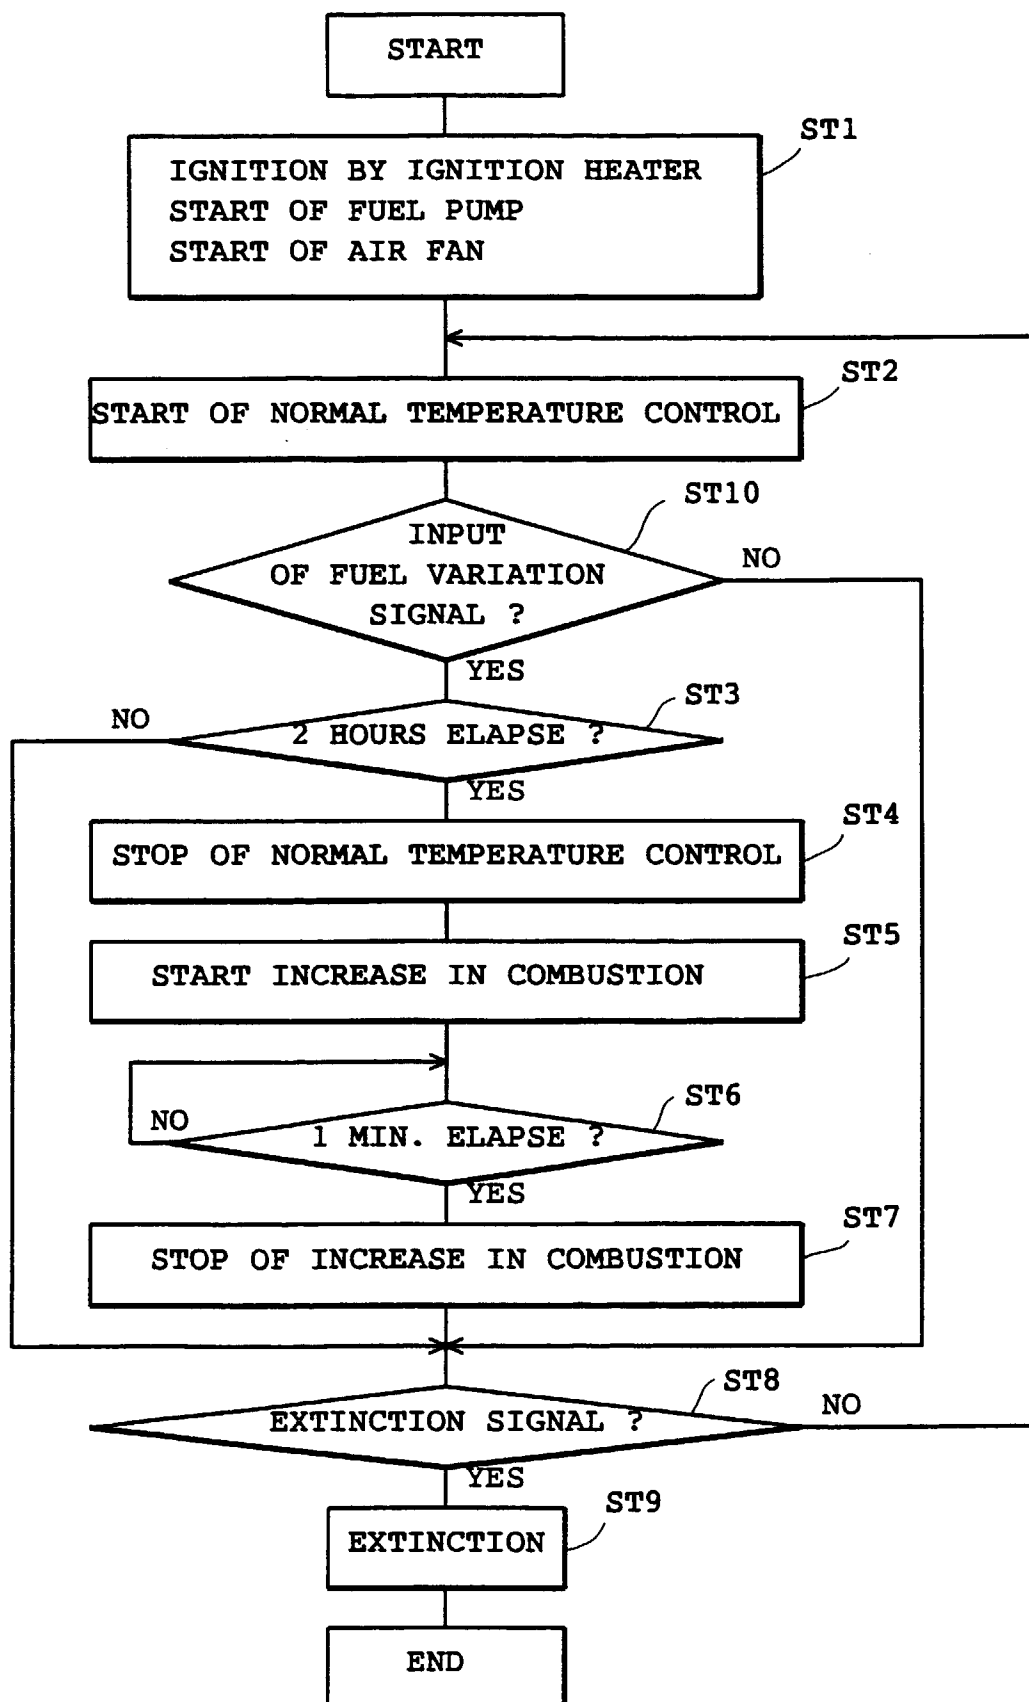 START
ST1
IGNITION BY IGNITION HEATER
START OF FUEL PUMP
START OF AIR FAN
ST2
START OF NORMAL TEMPERATURE CONTROL
ST10
INPUT
OF FUEL VARIATION
SIGNAL ?
NO
YES
ST3
NO
2 HOURS ELAPSE ?
YES
ST4
STOP OF NORMAL TEMPERATURE CONTROL
ST5
START INCREASE IN COMBUSTION
ST6
NO
1 MIN. ELAPSE ?
YES
ST7
STOP OF INCREASE IN COMBUSTION
ST8
NO
EXTINCTION SIGNAL ?
YES
ST9
EXTINCTION
END